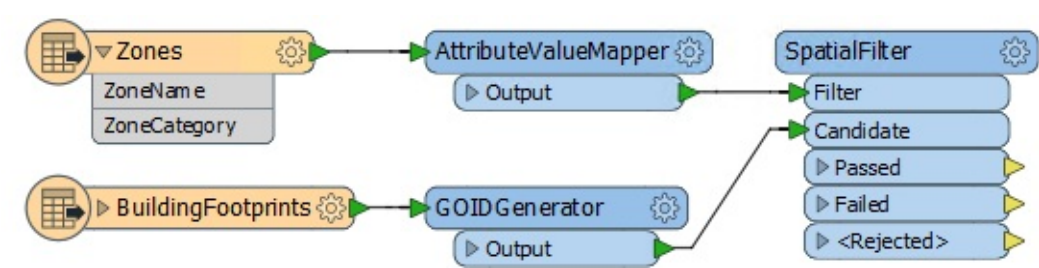 Zones
ZoneName
ZoneCategory
AttributeValueMapper
Output
SpatialFilter
Filter
Candidate
Passed
Failed
<Rejected>
BuildingFootprints
GOIDGenerator
Output